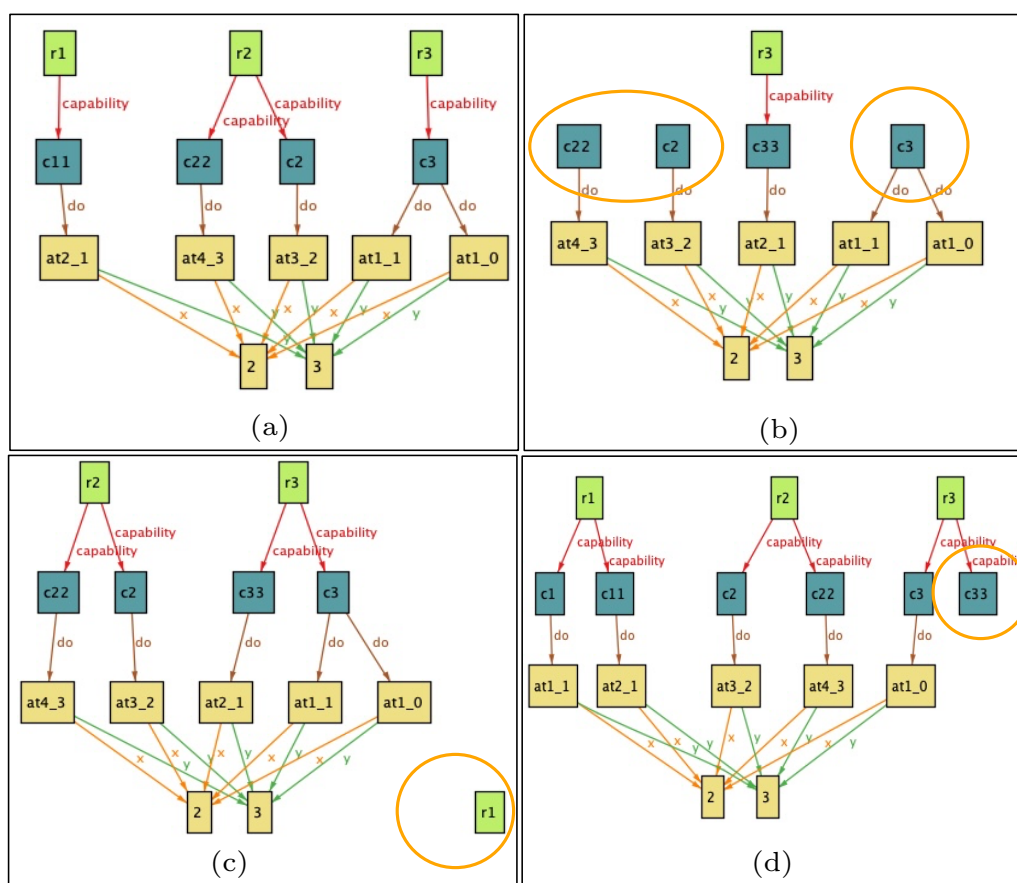 r1 r2 r3
capability capability capability
capability
c11 c22 c2 c3
do do do do do
at2_1 at4_3 at3_2 at1_1 at1_0
x y x y x y x y x y
2 3
(a)
r3
capability
c22 c2 c33 c3
do do do do do
at4_3 at3_2 at2_1 at1_1 at1_0
x y x y x y x y x y
2 3
(b)
r2 r3
capability capability
capability capability
c22 c2 c33 c3
do do do do do
at4_3 at3_2 at2_1 at1_1 at1_0
x y x y x y x y x y
2 3
r1
(c)
r1 r2 r3
capability capability capability
capability capability capability
c1 c11 c2 c22 c3 c33
do do do do do
at1_1 at2_1 at3_2 at4_3 at1_0
x y x y x y x y x y
2 3
(d)